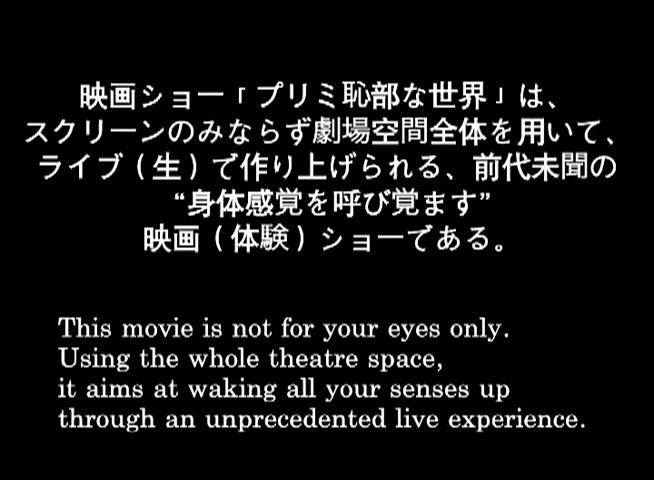 映画ショー「プリミ恥部な世界」は、
スクリーンのみならず劇場空間全体を用いて、
ライブ（生）で作り上げられる、前代未聞の
“身体感覚を呼び覚ます”
映画（体験）ショーである。
This movie is not for your eyes only.
Using the whole theatre space,
it aims at waking all your senses up
through an unprecedented live experience.